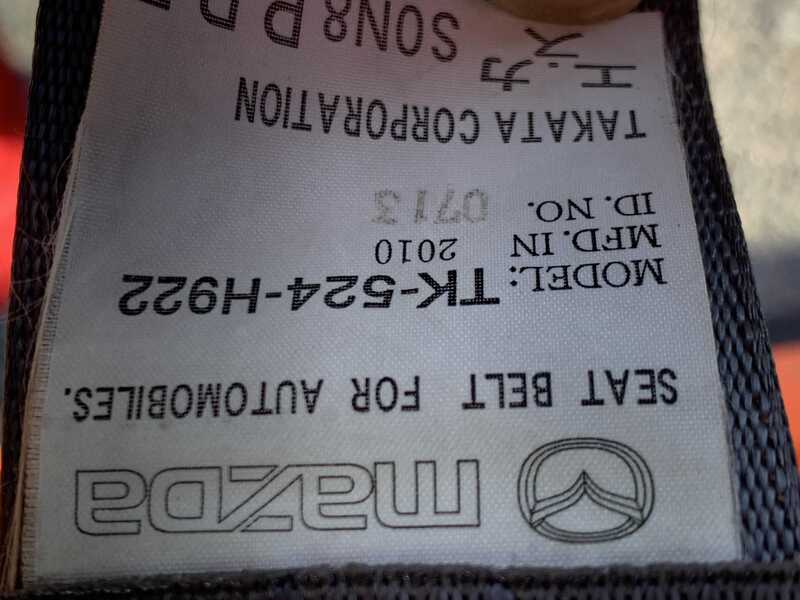 mazda
SEAT BELT FOR AUTOMOBILES.
MODEL: TK-524-H922
MFD. IN 2010
ID. NO. 0713
TAKATA CORPORATION